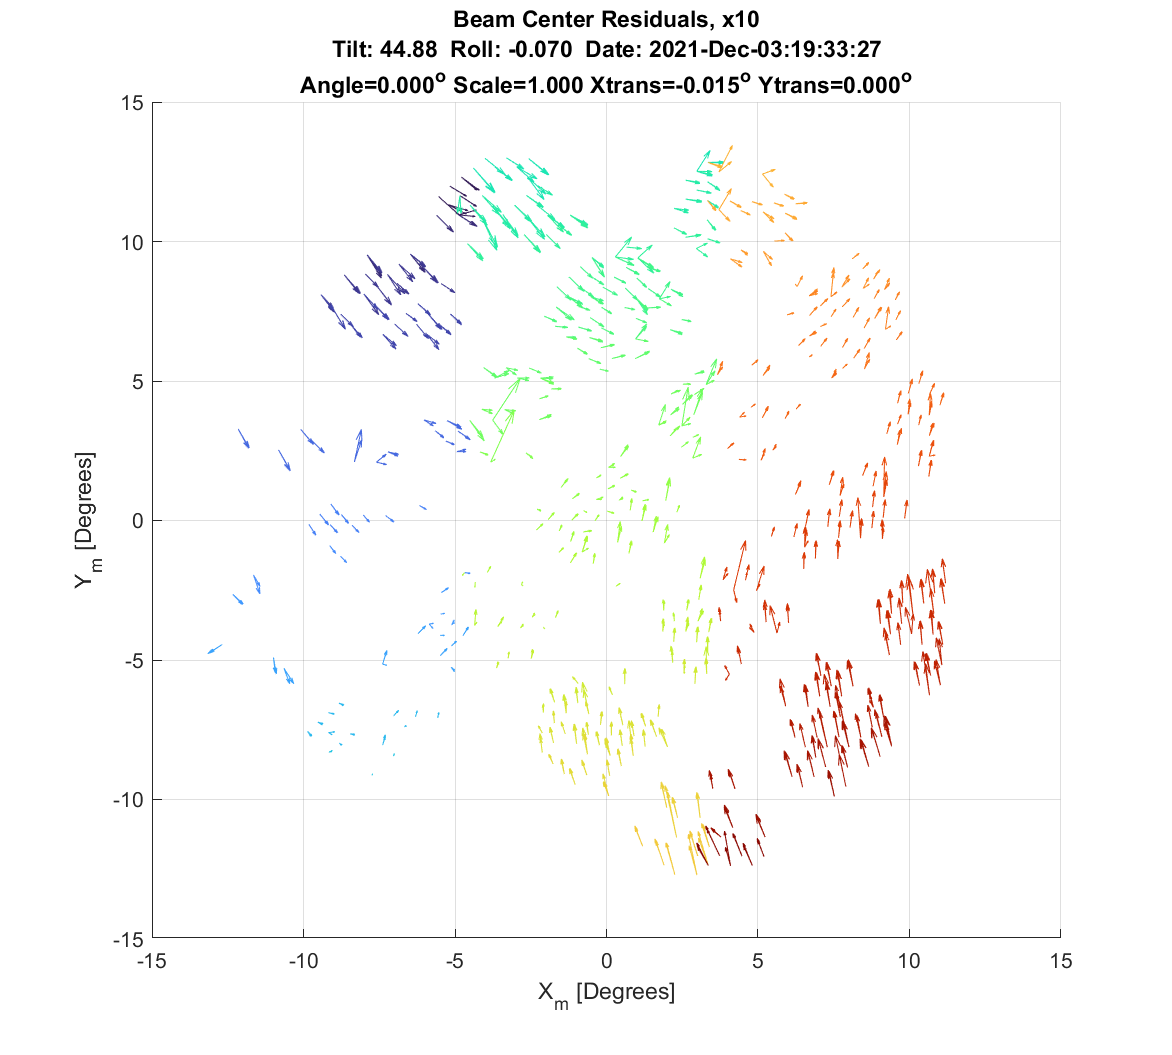 Beam Center Residuals, x10
Tilt: 44.88 Roll: -0.070 Date: 2021-Dec-03:19:33:27
Angle=0.000° Scale=1.000 Xtrans=-0.015° Ytrans=0.000°
15
10
5
0
-5
-10
-15
Y_m [Degrees]
-15 -10 -5 0 5 10 15
X_m [Degrees]